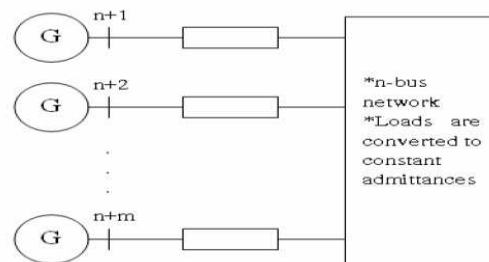 n+1
G
n+2
G
n+m
G
*n-bus
network
*Loads are
converted to
constant
admittances